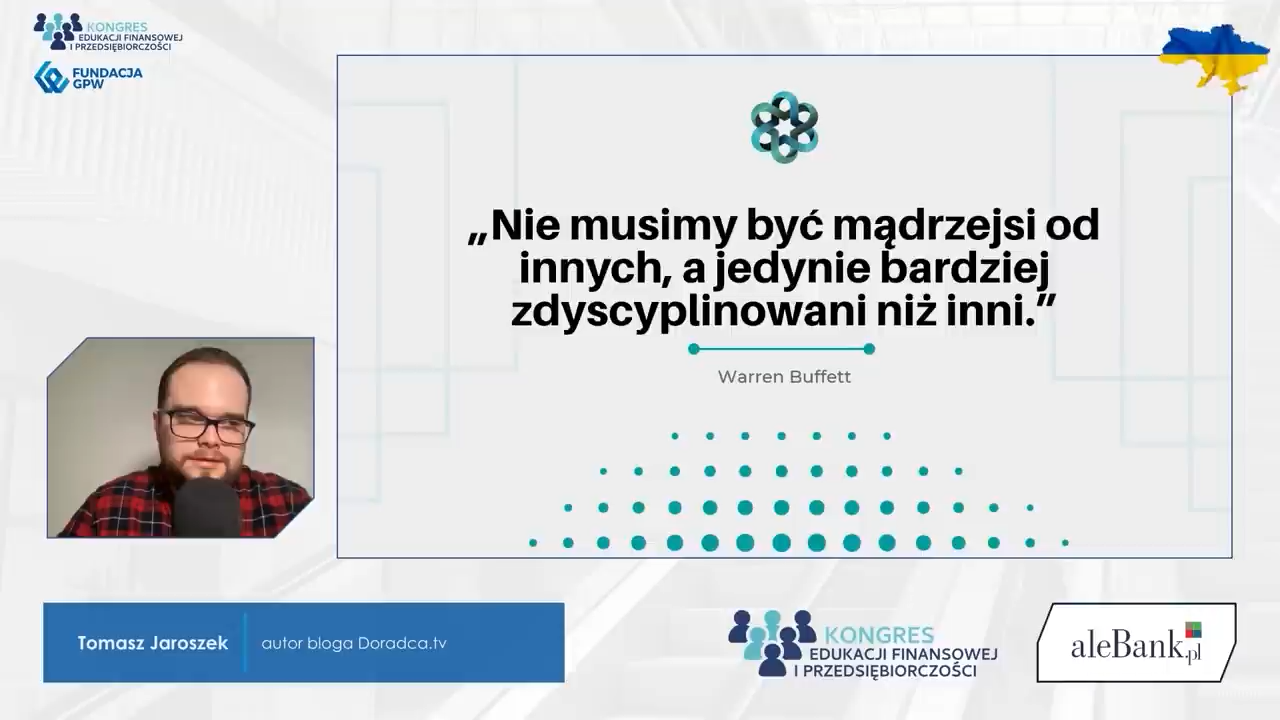 KONGRES
EDUKACJI FINANSOWEJ
I PRZEDSIĘBIORCZOŚCI
FUNDACJA
GPW
„Nie musimy być mądrzejsi od
innych, a jedynie bardziej
zdyscyplinowani niż inni.”
Warren Buffett
Tomasz Jaroszek
autor bloga Doradca.tv
KONGRES
EDUKACJI FINANSOWEJ
I PRZEDSIĘBIORCZOŚCI
aleBank.pl